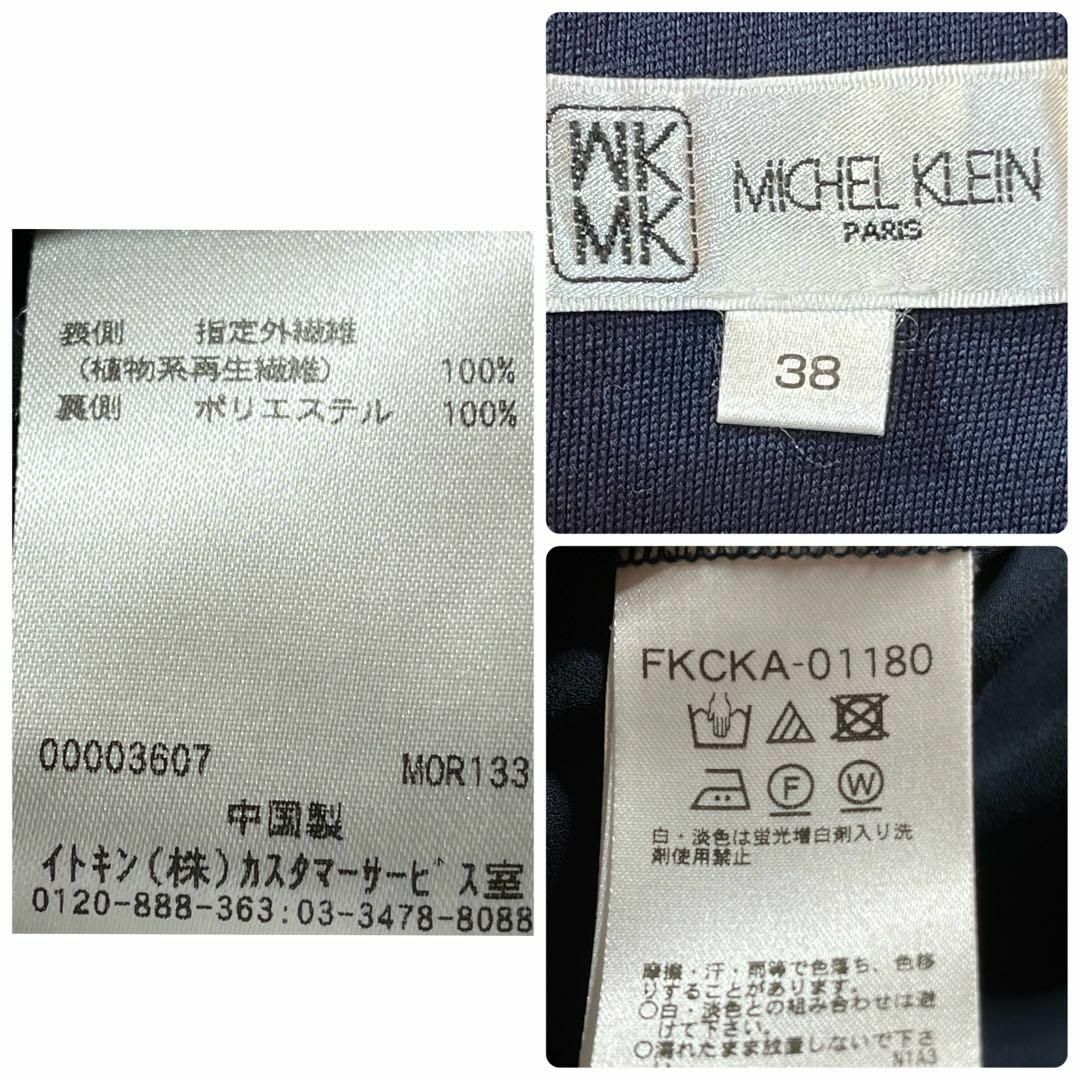 表側 指定外繊維
(植物系再生繊維) 100%
裏側 ポリエステル 100%
00003607 MOR133
中国製
イトキン(株)カスタマーサービス室
0120-888-363:03-3478-8088
MK
MK
MICHEL KLEIN
PARIS
38
FKCKA-01180
F W
白・淡色は蛍光増白剤入り洗
剤使用禁止
摩擦・汗・雨等で色落ち、色移
りすることがあります。
○白・淡色との組み合わせは避
けて下さい。
○濡れたまま放置しないで下さ
N1A3